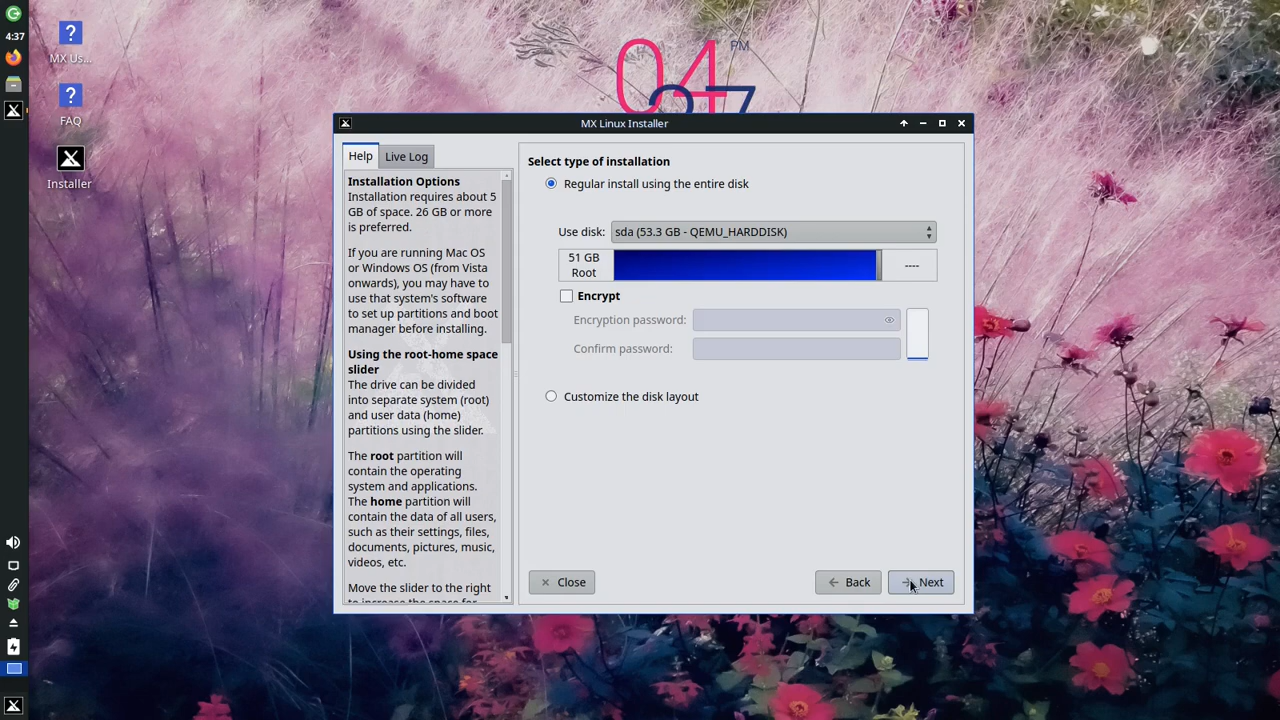 4:37
MX Us...
FAQ
Installer
04
PM
MX Linux Installer
Help
Live Log
Installation Options
Installation requires about 5
GB of space. 26 GB or more
is preferred.
If you are running Mac OS
or Windows OS (from Vista
onwards), you may have to
use that system's software
to set up partitions and boot
manager before installing.
Using the root-home space
slider
The drive can be divided
into separate system (root)
and user data (home)
partitions using the slider.
The root partition will
contain the operating
system and applications.
The home partition will
contain the data of all users,
such as their settings, files,
documents, pictures, music,
videos, etc.
Move the slider to the right
to increase the space for
Select type of installation
Regular install using the entire disk
Use disk: sda (53.3 GB - QEMU_HARDDISK)
51 GB
Root
----
Encrypt
Encryption password:
Confirm password:
Customize the disk layout
Close
Back
Next